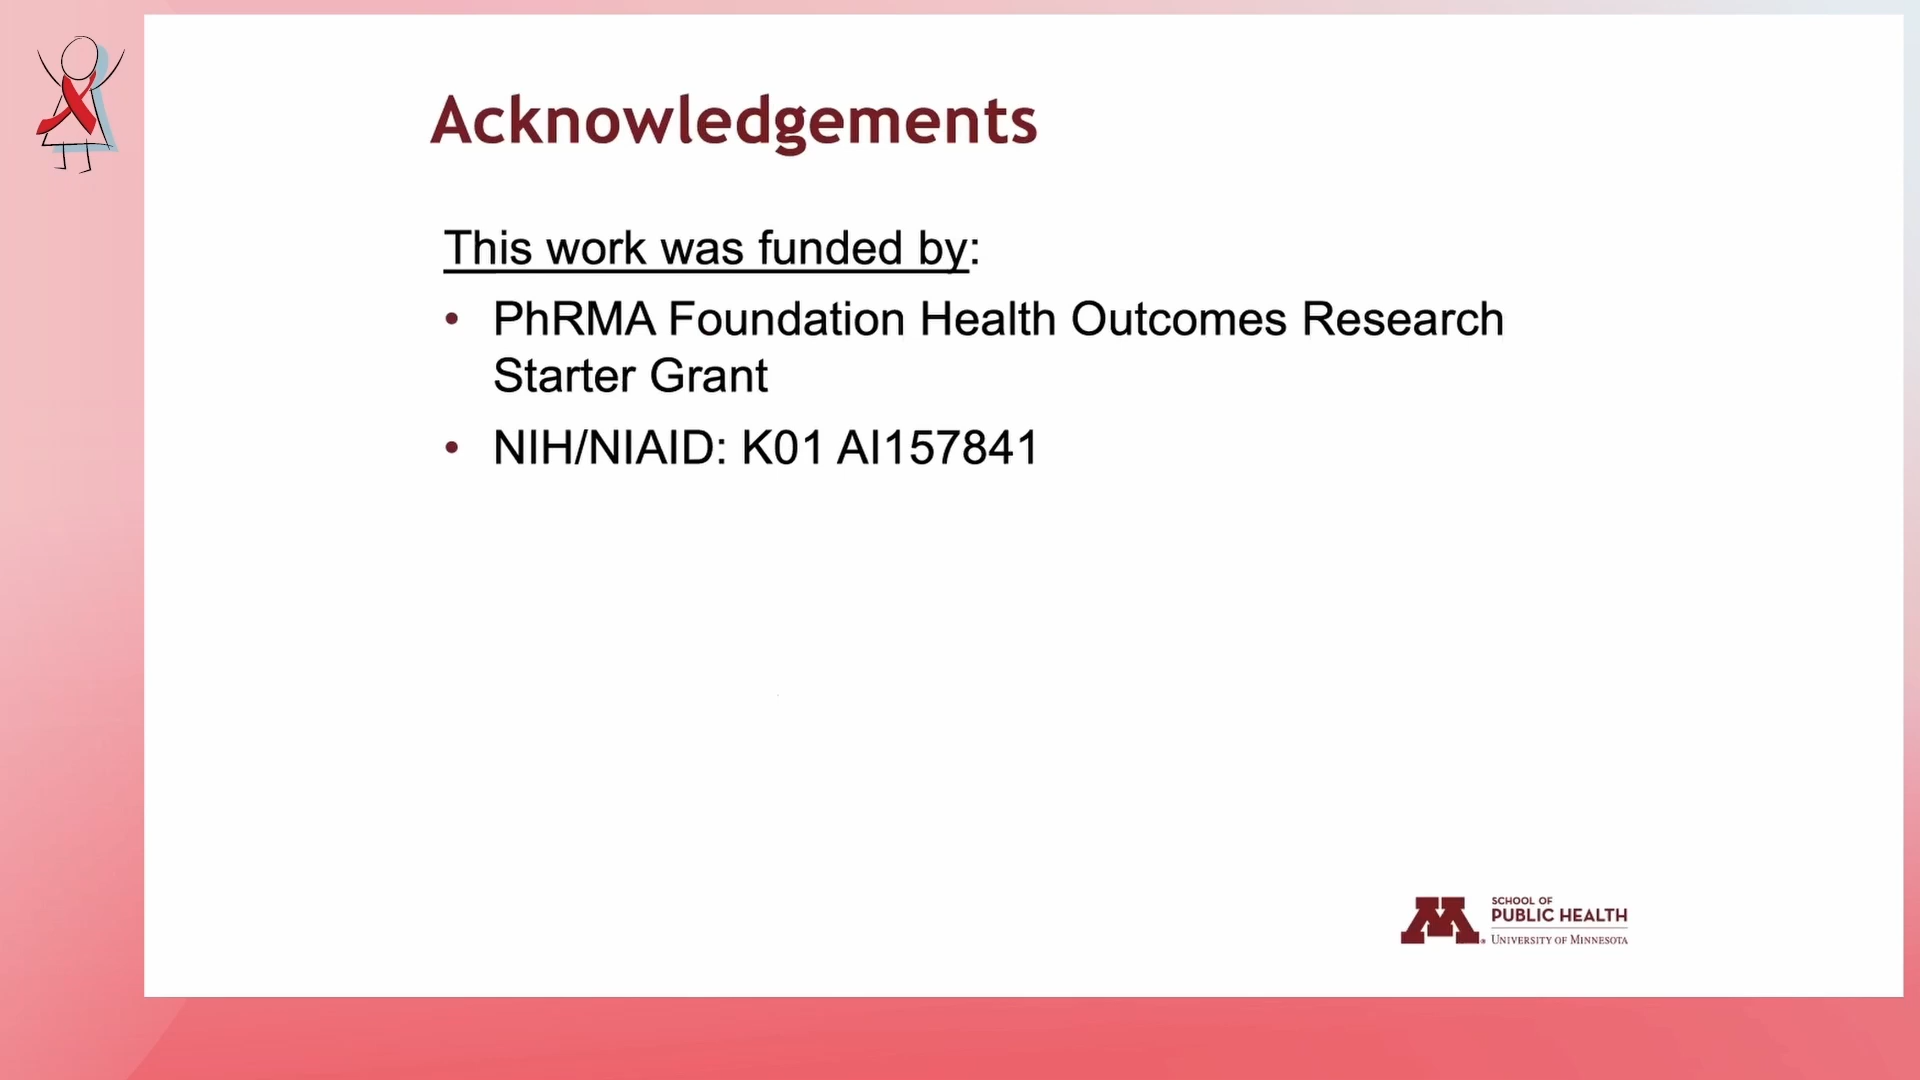 Acknowledgements
This work was funded by:
• PhRMA Foundation Health Outcomes Research
Starter Grant
• NIH/NIAID: K01 AI157841
SCHOOL OF
PUBLIC HEALTH
UNIVERSITY OF MINNESOTA